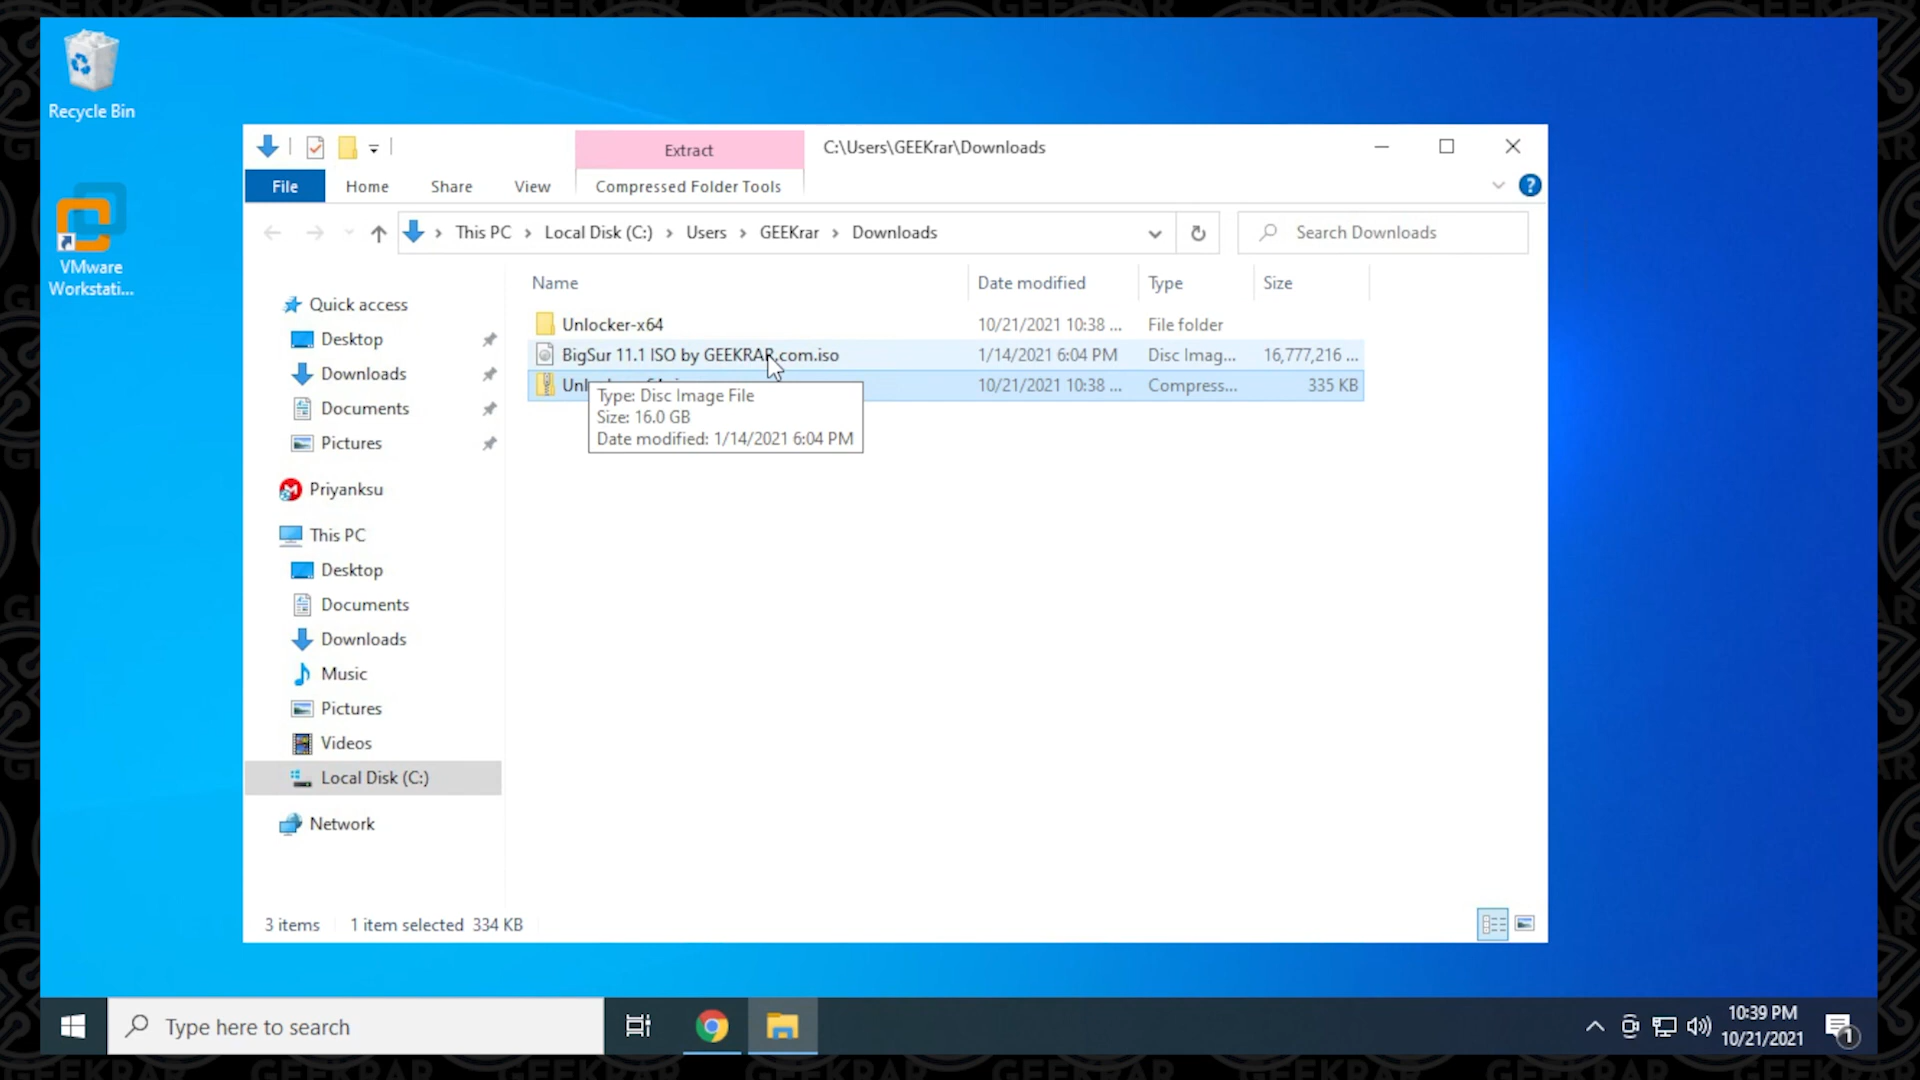 Recycle Bin
VMware
Workstati...
Extract
C:\Users\GEEKrar\Downloads
File
Home
Share
View
Compressed Folder Tools
This PC
Local Disk (C:)
Users
GEEKrar
Downloads
Search Downloads
Name
Date modified
Type
Size
Unlocker-x64
10/21/2021 10:38 ...
File folder
BigSur 11.1 ISO by GEEKRAR.com.iso
1/14/2021 6:04 PM
Disc Imag...
16,777,216 ...
10/21/2021 10:38 ...
Compress...
335 KB
Type: Disc Image File
Size: 16.0 GB
Date modified: 1/14/2021 6:04 PM
Quick access
Desktop
Downloads
Documents
Pictures
Priyanksu
This PC
Desktop
Documents
Downloads
Music
Pictures
Videos
Local Disk (C:)
Network
3 items
1 item selected 334 KB
Type here to search
10:39 PM
10/21/2021
1